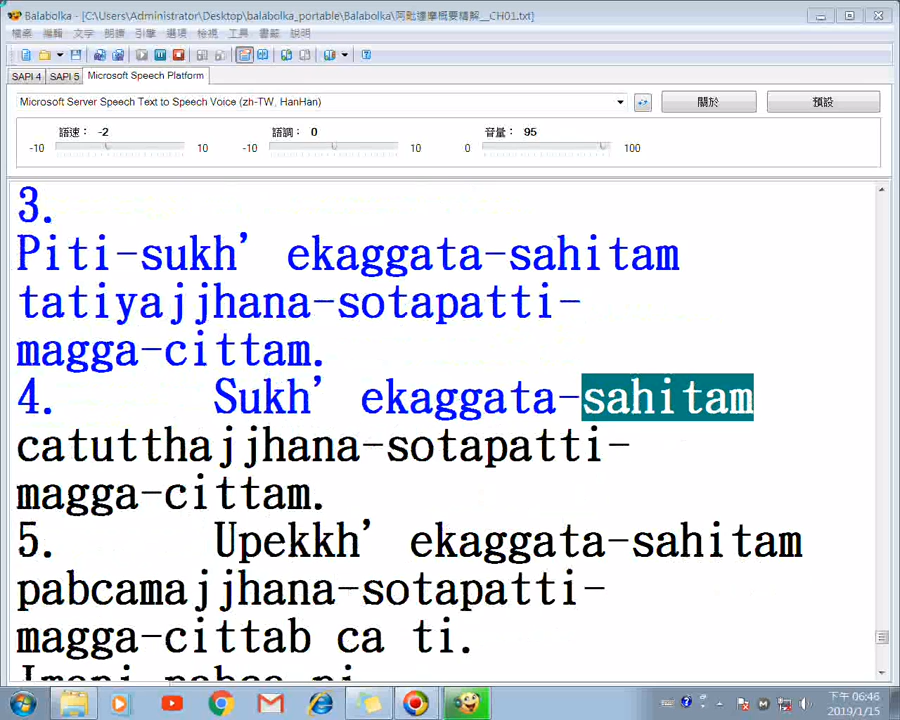 Balabolka - [C:\Users\Administrator\Desktop\balabolka_portable\Balabolka\阿毗達摩概要精解__CH01.txt]
檔案 編輯 文字 朗讀 引擎 選項 檢視 工具 書籤 說明
SAPI 4 SAPI 5 Microsoft Speech Platform
Microsoft Server Speech Text to Speech Voice (zh-TW, HanHan) 關於 預設
語速： -2 語調： 0 音量： 95
-10 10 -10 10 0 100
3.
Piti-sukh’ ekaggata-sahitam
tatiyajjhana-sotapatti-
magga-cittam.
4. Sukh’ ekaggata-sahitam
catutthajjhana-sotapatti-
magga-cittam.
5. Upekkh’ ekaggata-sahitam
pabcamajjhana-sotapatti-
magga-cittab ca ti.
Imani pabca pi
下午 06:46
2019/1/15